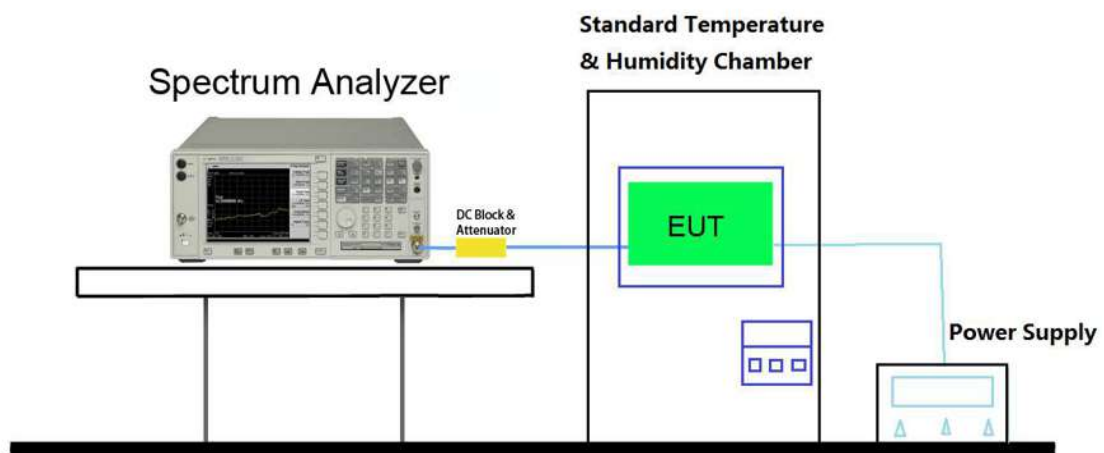 Standard Temperature
& Humidity Chamber
Spectrum Analyzer
DC Block &
Attenuator
EUT
Power Supply